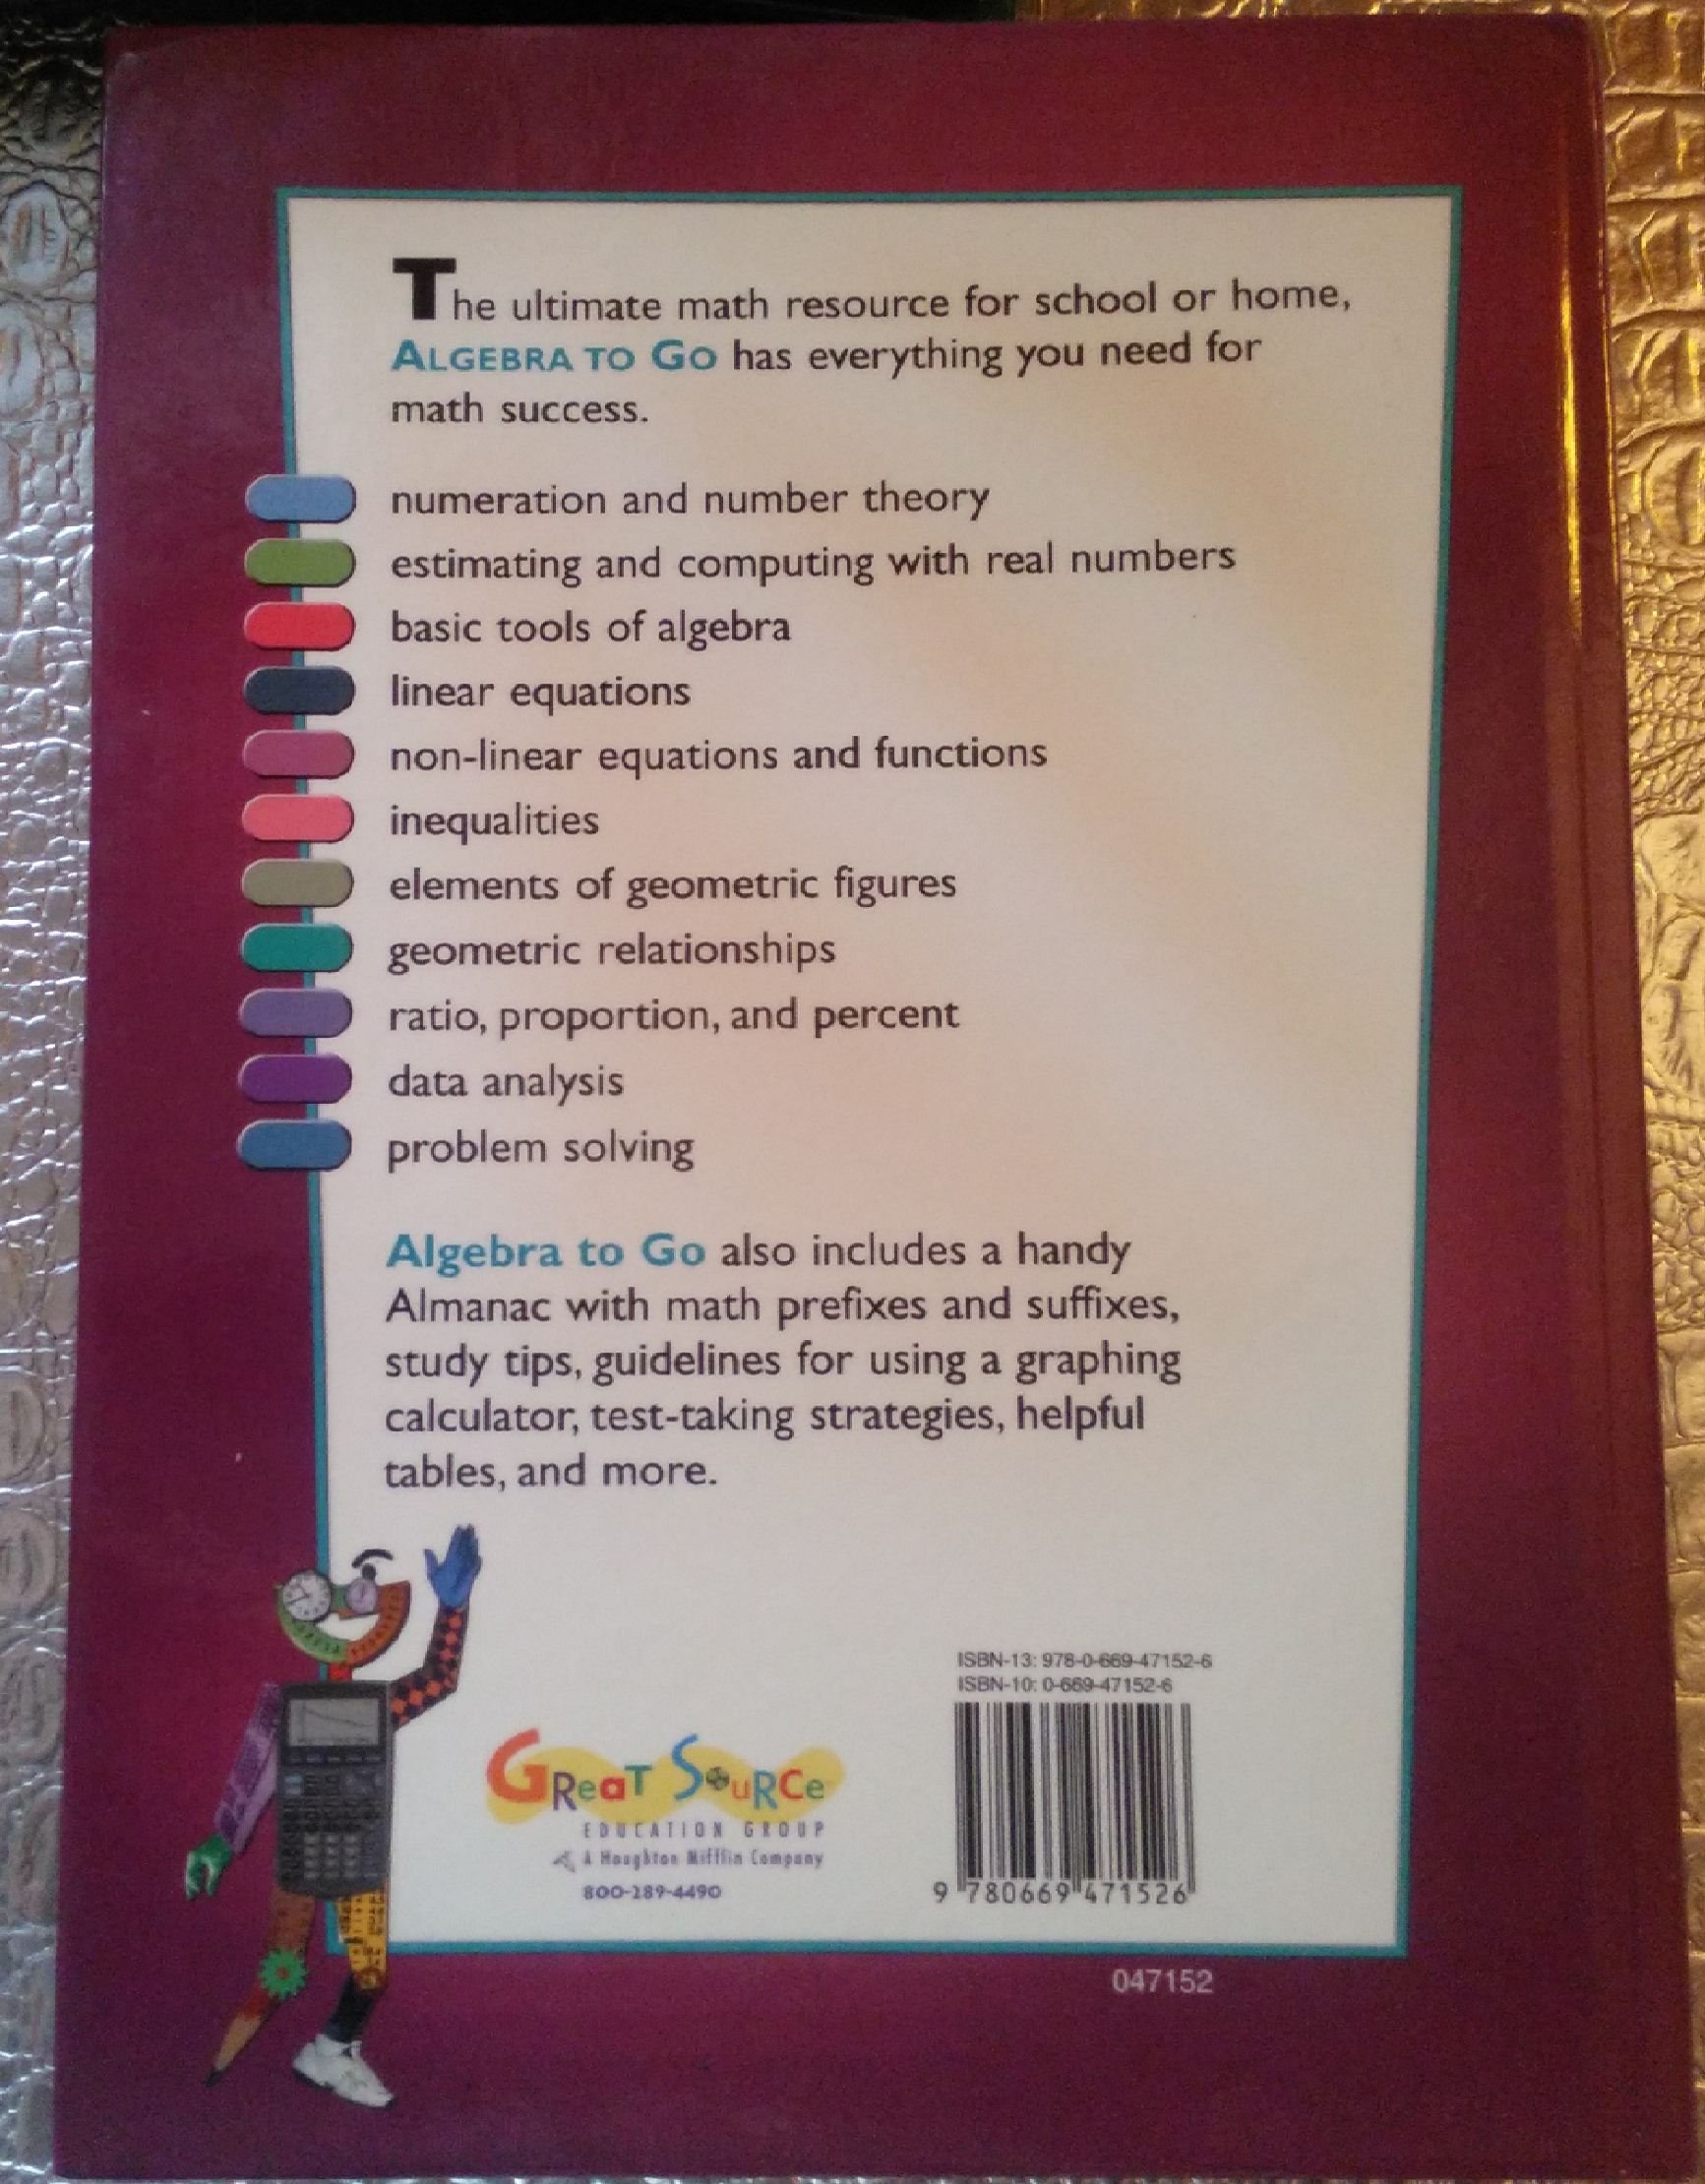 The ultimate math resource for school or home,
ALGEBRA TO GO has everything you need for
math success.
numeration and number theory
estimating and computing with real numbers
basic tools of algebra
linear equations
non-linear equations and functions
inequalities
elements of geometric figures
geometric relationships
ratio, proportion, and percent
data analysis
problem solving
Algebra to Go also includes a handy
Almanac with math prefixes and suffixes,
study tips, guidelines for using a graphing
calculator, test-taking strategies, helpful
tables, and more.
ISBN-13: 978-0-669-47152-6
ISBN-10: 0-669-47152-6
GReaT SouRCe
EDUCATION GROUP
A Houghton Mifflin Company
800-289-4490
9 780669 471526
047152